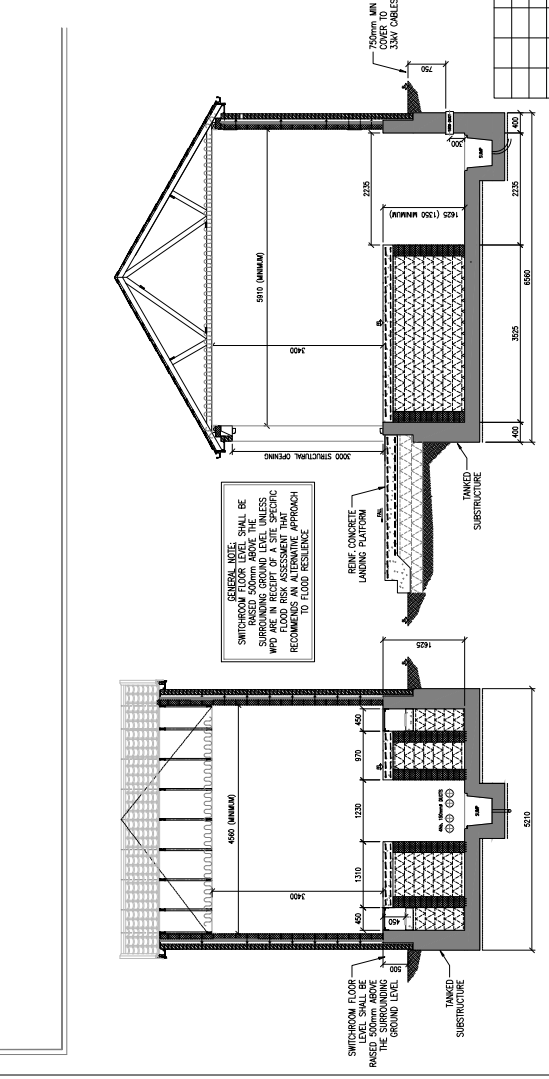 750mm MIN
COVER TO
33kV CABLES
750
300
SUMP
400
2235
2235
1625 (1350 MINIMUM)
6560
5910 (MINIMUM)
3400
3525
3000 STRUCTURAL OPENING
400
TANKED
SUBSTRUCTURE
REINF. CONCRETE
LANDING PLATFORM
GENERAL NOTE:
SWITCHROOM FLOOR LEVEL SHALL BE
RAISED 500mm ABOVE THE
SURROUNDING GROUND LEVEL UNLESS
WPD ARE IN RECEIPT OF A SITE SPECIFIC
FLOOD RISK ASSESSMENT THAT
RECOMMENDS AN ALTERNATIVE APPROACH
TO FLOOD RESILIENCE
1625
450
970
1230
1310
450
450
4560 (MINIMUM)
3400
SUMP
5210
500
SWITCHROOM FLOOR
LEVEL SHALL BE
RAISED 500mm ABOVE
THE SURROUNDING
GROUND LEVEL
TANKED
SUBSTRUCTURE